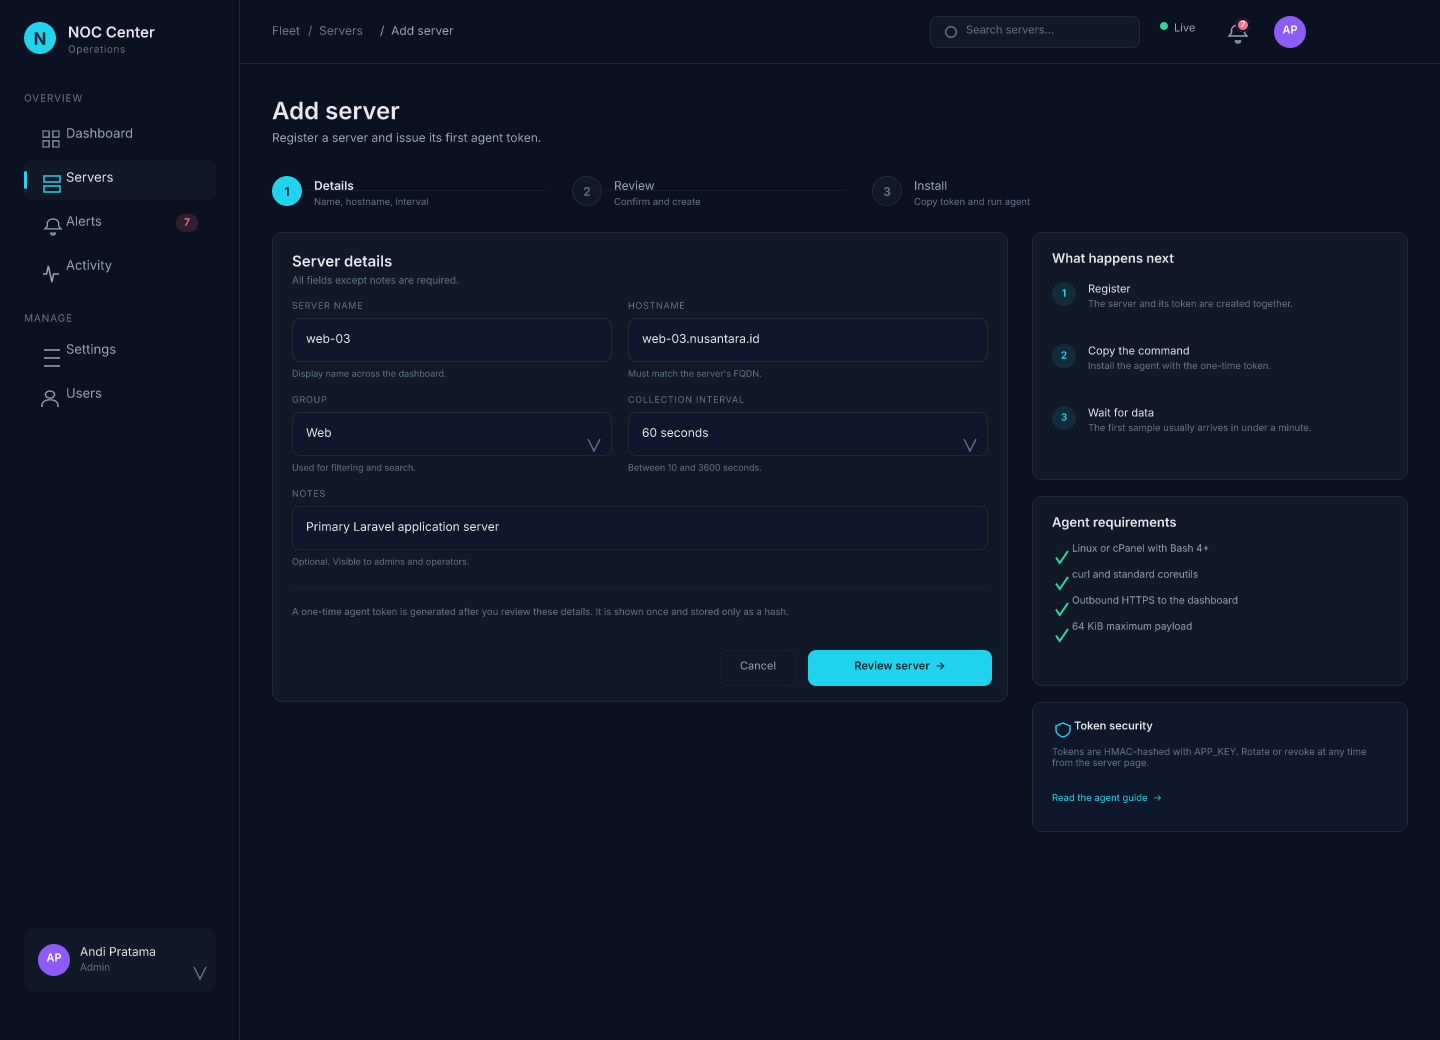 N
NOC Center
Operations
OVERVIEW
Dashboard
Servers
Alerts
7
Activity
MANAGE
Settings
Users
AP
Andi Pratama
Admin
Fleet / Servers / Add server
Search servers...
Live
7
AP
Add server
Register a server and issue its first agent token.
1
Details
Name, hostname, interval
2
Review
Confirm and create
3
Install
Copy token and run agent
Server details
All fields except notes are required.
SERVER NAME
web-03
Display name across the dashboard.
HOSTNAME
web-03.nusantara.id
Must match the server's FQDN.
GROUP
Web
Used for filtering and search.
COLLECTION INTERVAL
60 seconds
Between 10 and 3600 seconds.
NOTES
Primary Laravel application server
Optional. Visible to admins and operators.
A one-time agent token is generated after you review these details. It is shown once and stored only as a hash.
Cancel
Review server →
What happens next
1
Register
The server and its token are created together.
2
Copy the command
Install the agent with the one-time token.
3
Wait for data
The first sample usually arrives in under a minute.
Agent requirements
Linux or cPanel with Bash 4+
curl and standard coreutils
Outbound HTTPS to the dashboard
64 KiB maximum payload
Token security
Tokens are HMAC-hashed with APP_KEY. Rotate or revoke at any time
from the server page.
Read the agent guide →